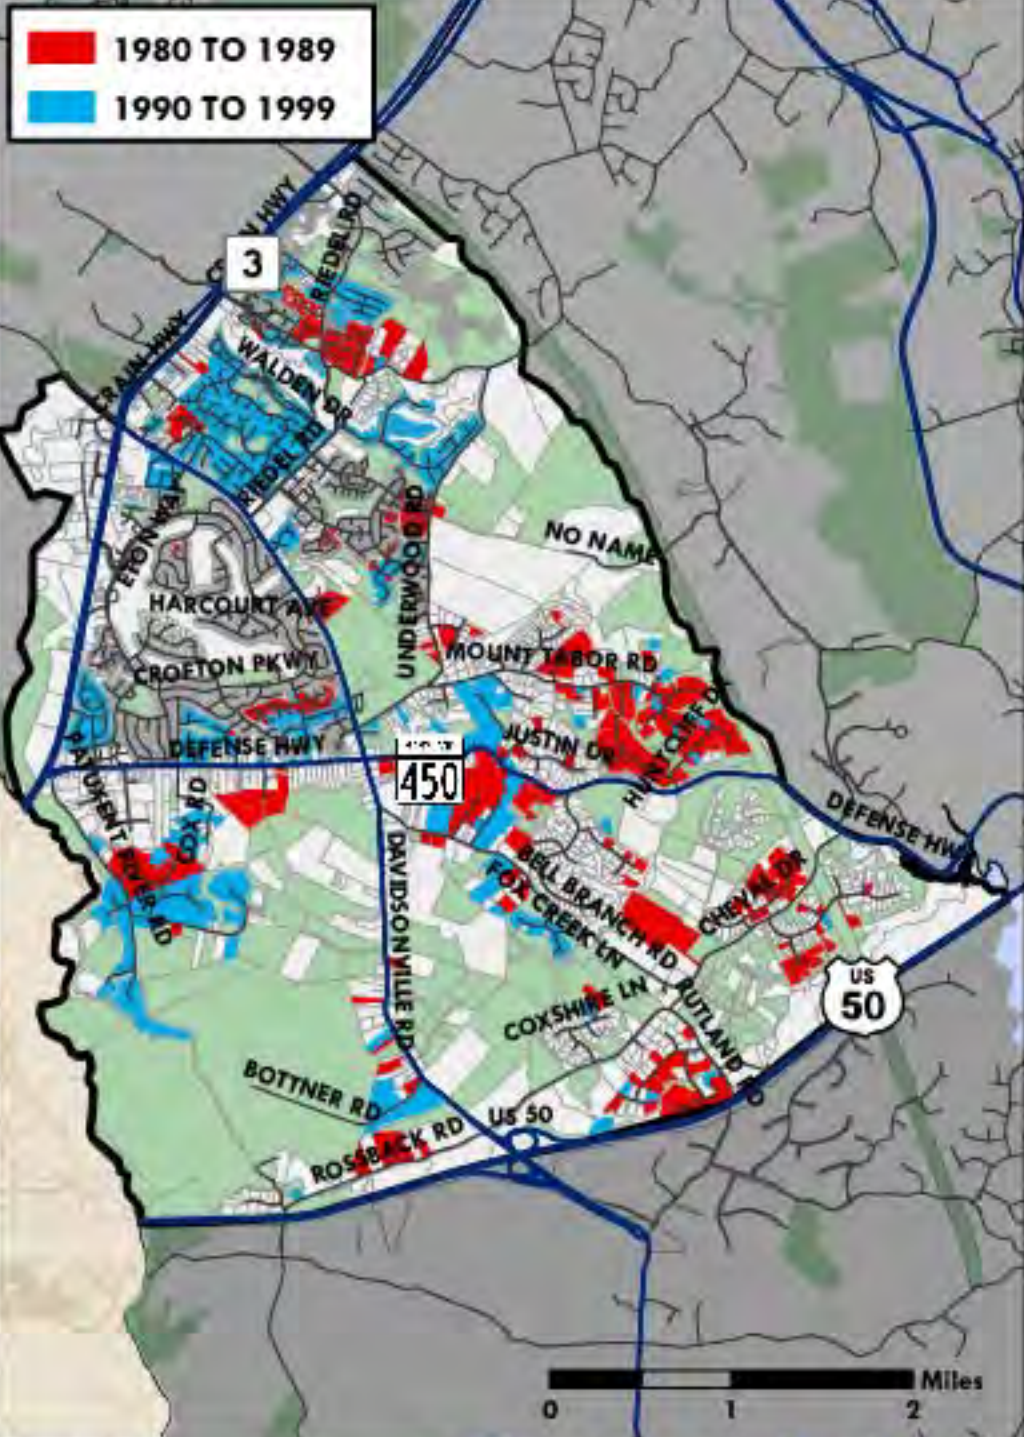 1980 TO 1989
1990 TO 1999
HWY
RIEDEL RD
3
CRAIN HWY
WALDEN DR
RIEDEL RD
ETON WAY
UNDERWOOD RD
NO NAME
HARCOURT AVE
MOUNT TABOR RD
CROFTON PKWY
JUSTIN DR
DEFENSE HWY
450
PATUXENT RIVER RD
COX RD
DEFENSE HWY
DAVIDSONVILLE RD
BELL BRANCH RD
FOX CREEK LN
CHEVAL DR
US
50
COXSHIRE LN
RUTLAND RD
BOTTNER RD
US 50
ROSSBACK RD
Miles
0 1 2